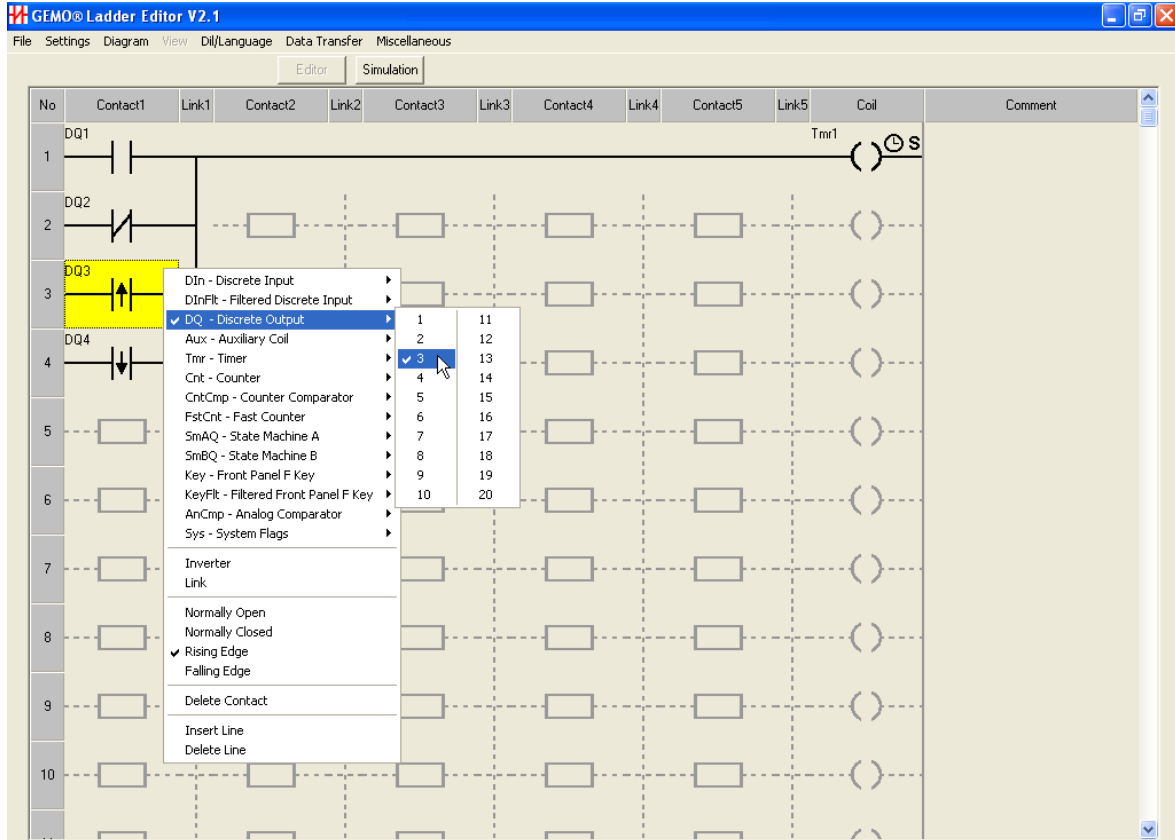 GEMO® Ladder Editor V2.1
File Settings Diagram View Dil/Language Data Transfer Miscellaneous
Editor Simulation
No Contact1 Link1 Contact2 Link2 Contact3 Link3 Contact4 Link4 Contact5 Link5 Coil Comment
DQ1 Tmr1
1 S
DQ2
2
DQ3
3
DQ4
4
5
6
7
8
9
10
DIn - Discrete Input
DInFlt - Filtered Discrete Input
DQ - Discrete Output
Aux - Auxiliary Coil
Tmr - Timer
Cnt - Counter
CntCmp - Counter Comparator
FstCnt - Fast Counter
SmAQ - State Machine A
SmBQ - State Machine B
Key - Front Panel F Key
KeyFlt - Filtered Front Panel F Key
AnCmp - Analog Comparator
Sys - System Flags
Inverter
Link
Normally Open
Normally Closed
Rising Edge
Falling Edge
Delete Contact
Insert Line
Delete Line
1 11
2 12
3 13
4 14
5 15
6 16
7 17
8 18
9 19
10 20